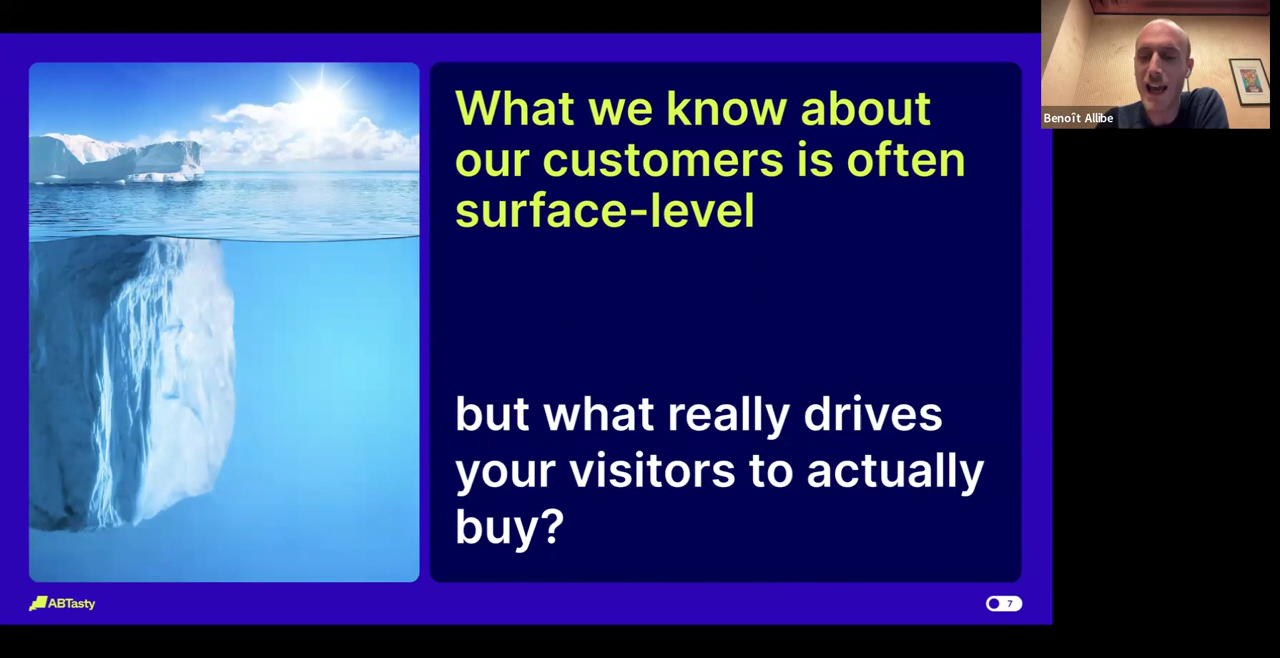 What we know about
our customers is often
surface-level
but what really drives
your visitors to actually
buy?
ABTasty
7
Benoît Allibe